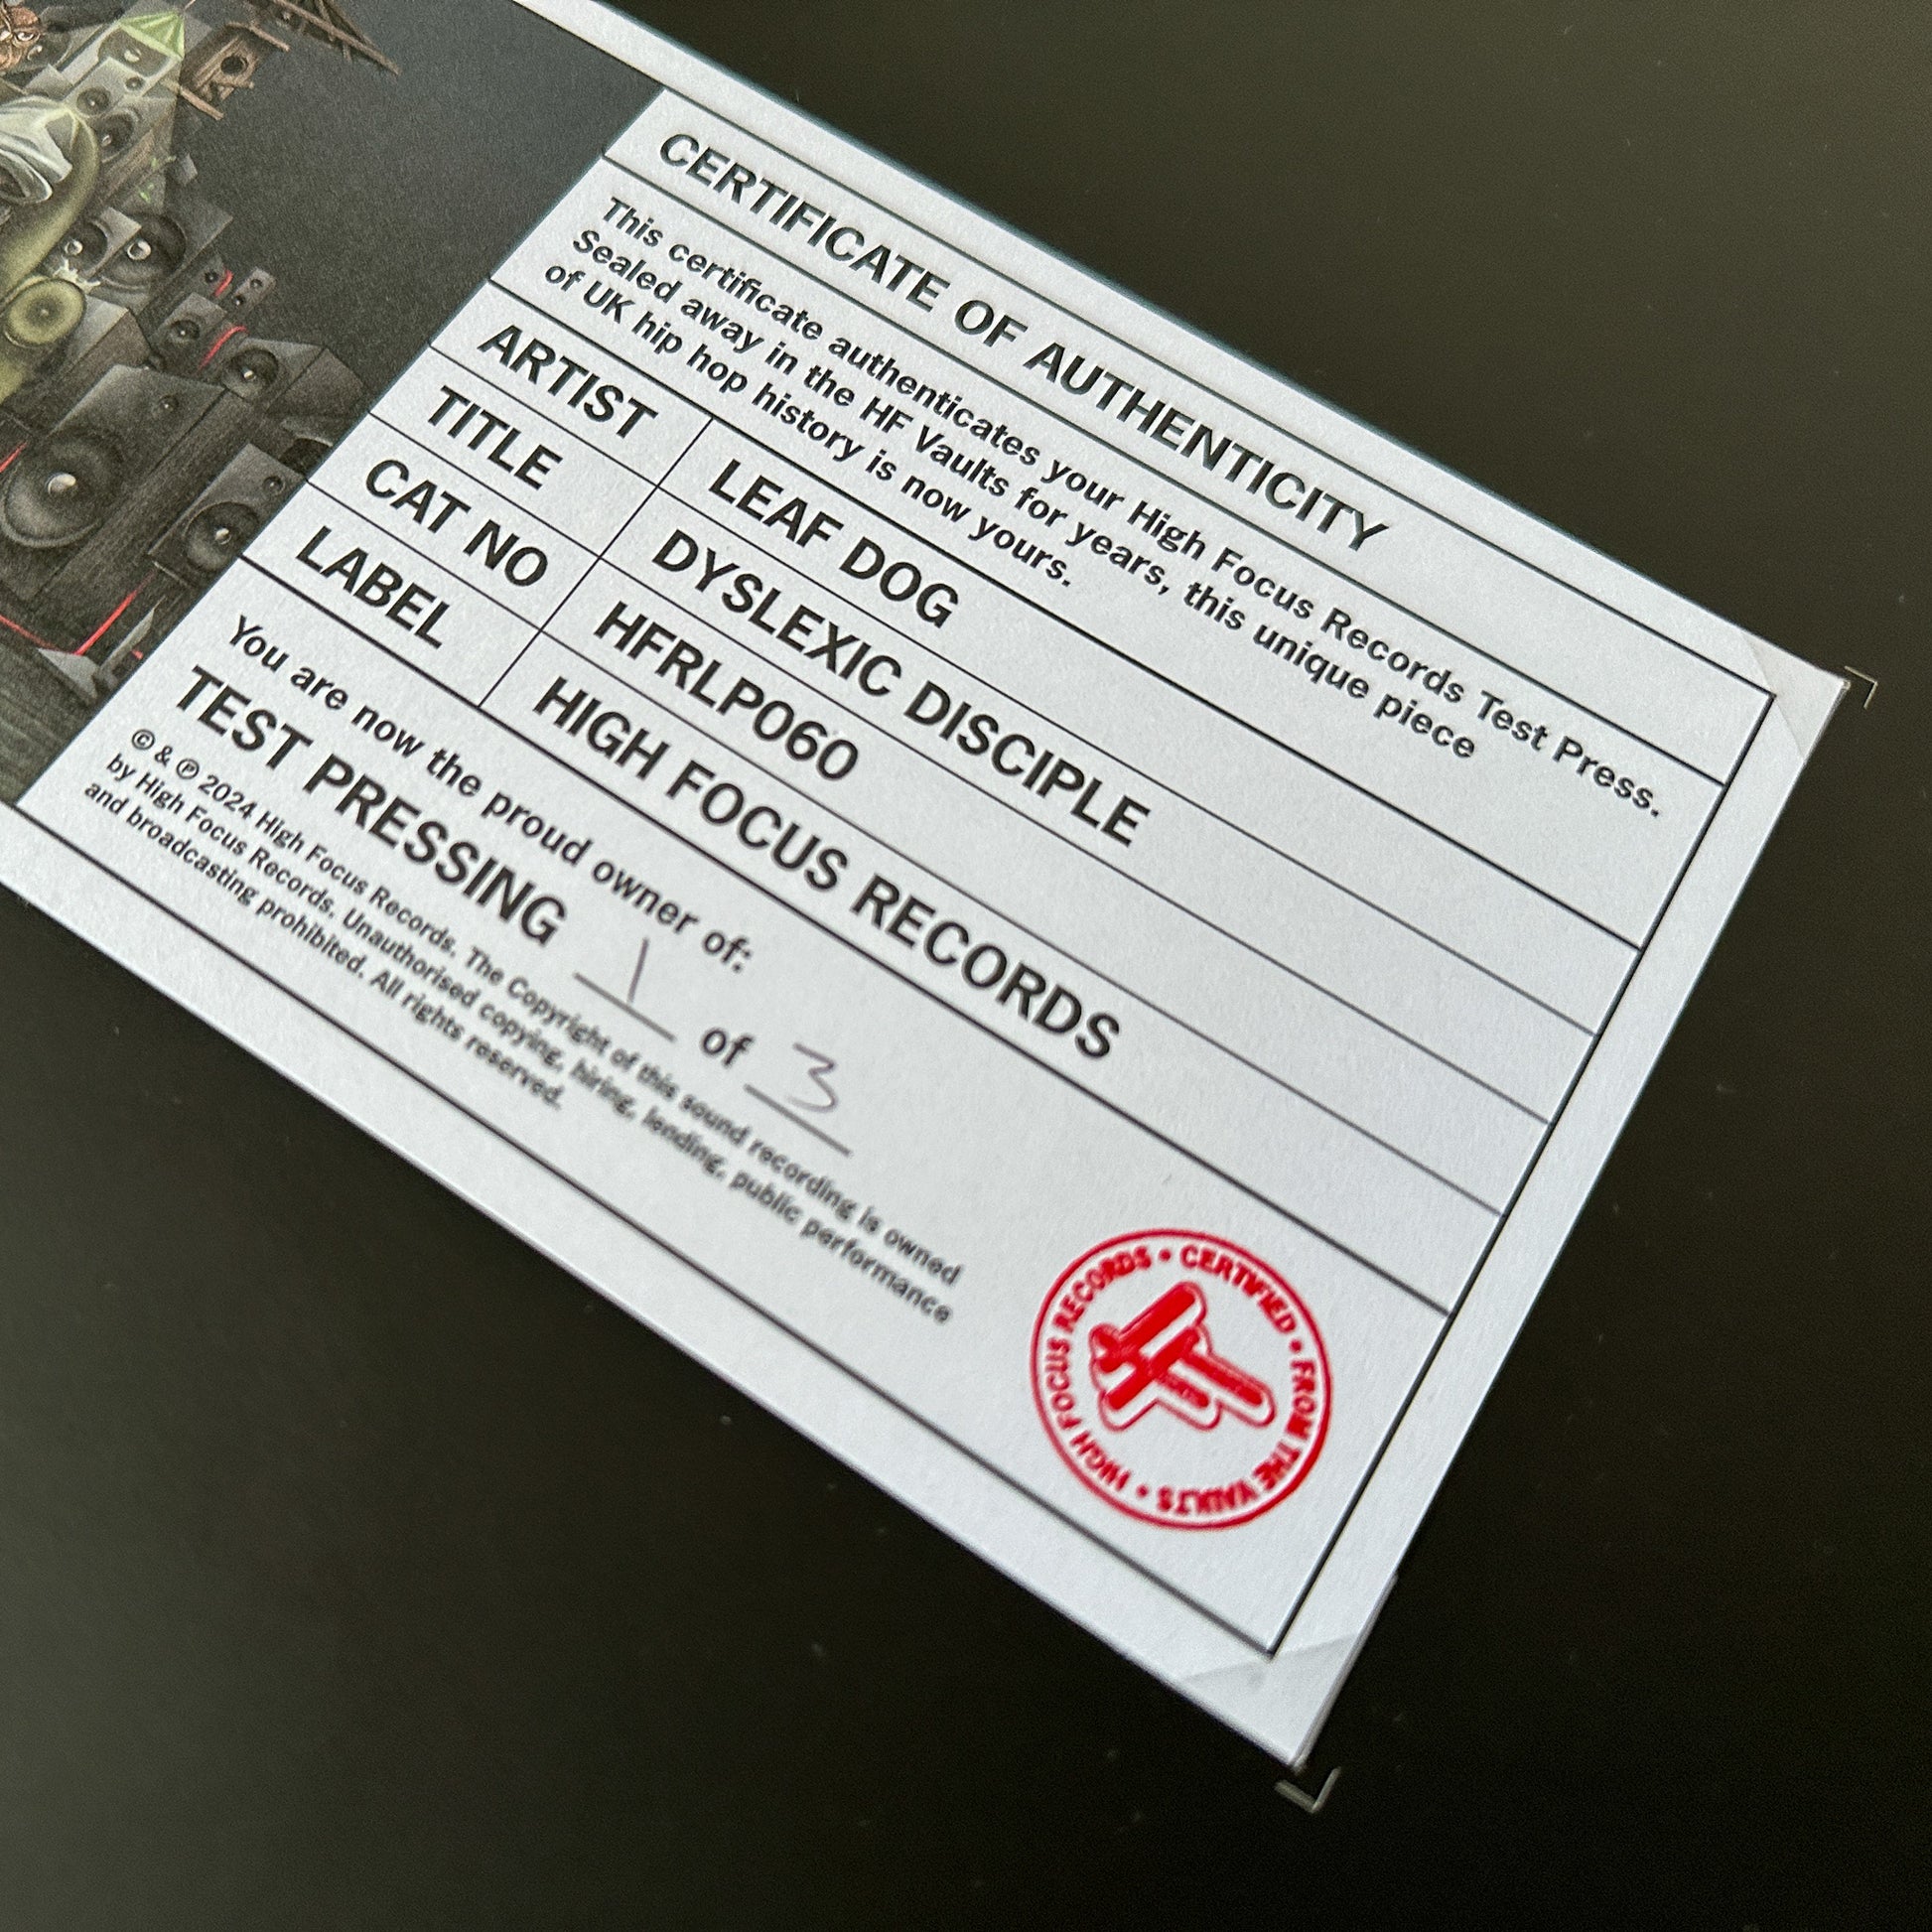 CERTIFICATE OF AUTHENTICITY
This certificate authenticates your High Focus Records Test Press.
Sealed away in the HF Vaults for years, this unique piece
of UK hip hop history is now yours.
ARTIST LEAF DOG
TITLE DYSLEXIC DISCIPLE
CAT NO HFRLP060
LABEL HIGH FOCUS RECORDS
You are now the proud owner of:
TEST PRESSING 1 of 3
© & ℗ 2024 High Focus Records. The Copyright of this sound recording is owned
by High Focus Records. Unauthorised copying, hiring, lending, public performance
and broadcasting prohibited. All rights reserved.
HIGH FOCUS RECORDS • CERTIFIED • FROM THE VAULTS •